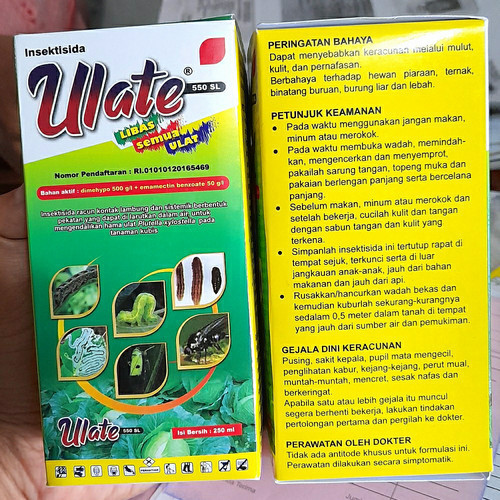 Insektisida
Ulate®
550 SL
LIBAS
semuaa
ULAT
Nomor Pendaftaran : RI.01010120165469
Bahan aktif : dimehypo 500 g/l + emamectin benzoate 50 g/l
Insektisida racun kontak lambung dan sistemik berbentuk
pekatan yang dapat di larutkan dalam air untuk
mengendalikan hama ulat Plutella xylostella pada
tanaman kubis.
Ulate 550 SL
Isi Bersih : 250 ml
PERINGATAN BAHAYA
Dapat menyebabkan keracunan melalui mulut,
kulit, dan pernafasan.
Berbahaya terhadap hewan piaraan, ternak,
binatang buruan, burung liar dan lebah.
PETUNJUK KEAMANAN
• Pada waktu menggunakan jangan makan,
minum atau merokok.
• Pada waktu membuka wadah, memindah-
kan, mengencerkan dan menyemprot,
pakailah sarung tangan, topeng muka dan
pakaian berlengan panjang serta bercelana
panjang.
• Sebelum makan, minum atau merokok dan
setelah bekerja, cucilah kulit dan tangan
dengan sabun tangan dan kulit yang
terkena.
• Simpanlah insektisida ini tertutup rapat di
tempat sejuk, terkunci serta di luar
jangkauan anak-anak, jauh dari bahan
makanan dan jauh dari api.
• Rusakkan/hancurkan wadah bekas dan
kemudian kuburlah sekurang-kurangnya
sedalam 0,5 meter dalam tanah di tempat
yang jauh dari sumber air dan pemukiman.
GEJALA DINI KERACUNAN
Pusing, sakit kepala, pupil mata mengecil,
penglihatan kabur, kejang-kejang, perut mual,
muntah-muntah, mencret, sesak nafas dan
berkeringat.
Apabila satu atau lebih gejala itu muncul
segera berhenti bekerja, lakukan tindakan
pertolongan pertama dan pergilah ke dokter.
PERAWATAN OLEH DOKTER
Tidak ada antitode khusus untuk formulasi ini.
Perawatan dilakukan secara simptomatik.